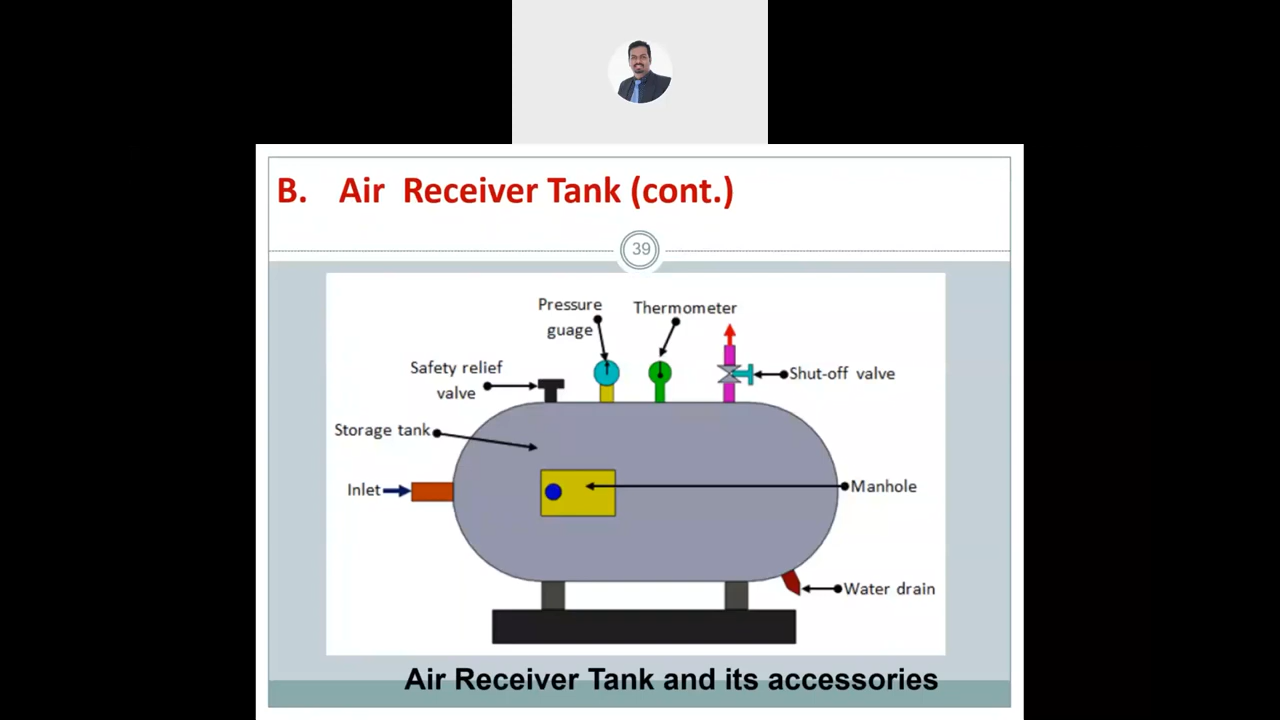 B. Air Receiver Tank (cont.)
39
Pressure
guage
Thermometer
Safety relief
valve
Shut-off valve
Storage tank
Inlet
Manhole
Water drain
Air Receiver Tank and its accessories